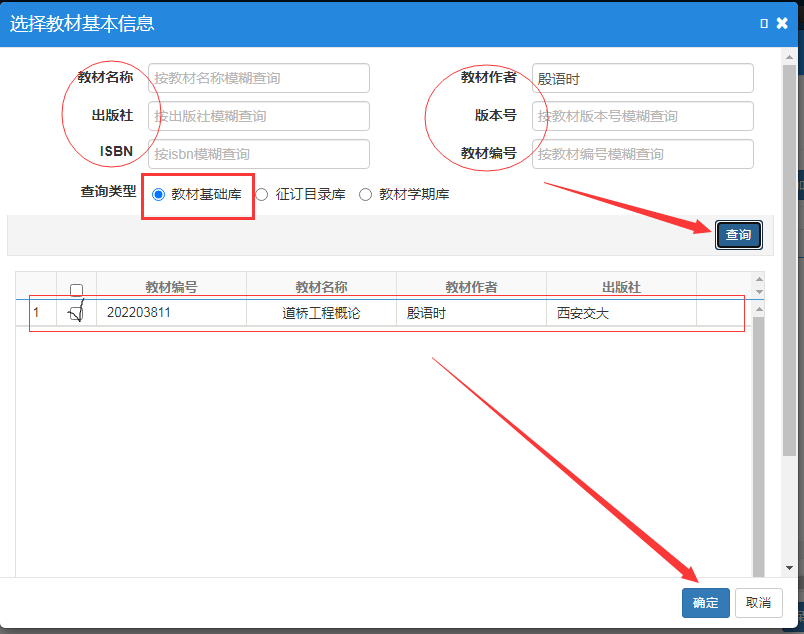 选择教材基本信息
教材名称 按教材名称模糊查询 教材作者 殷语时
出版社 按出版社模糊查询 版本号 按教材版本号模糊查询
ISBN 按isbn模糊查询 教材编号 按教材编号模糊查询
查询类型 教材基础库 征订目录库 教材学期库
查询
教材编号 教材名称 教材作者 出版社
1 202203811 道桥工程概论 殷语时 西安交大
确定 取消